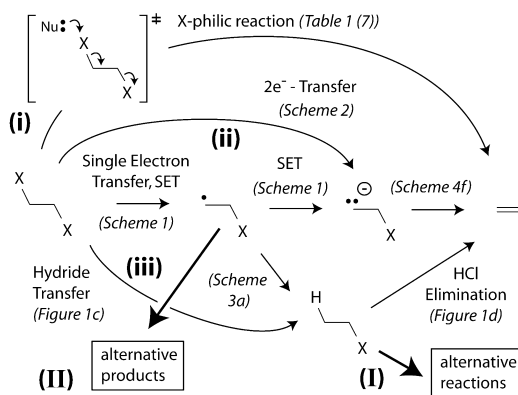 Nu: X ‡ X-philic reaction (Table 1 (7))
X
2e⁻ - Transfer
(Scheme 2)
(i)
(ii)
X
Single Electron
Transfer, SET
(Scheme 1)
X
SET
(Scheme 1)
X
⊖
(Scheme 4f)
X
(iii)
Hydride
Transfer
(Figure 1c)
(Scheme
3a)
H
X
HCl
Elimination
(Figure 1d)
(II)
alternative
products
(I)
alternative
reactions